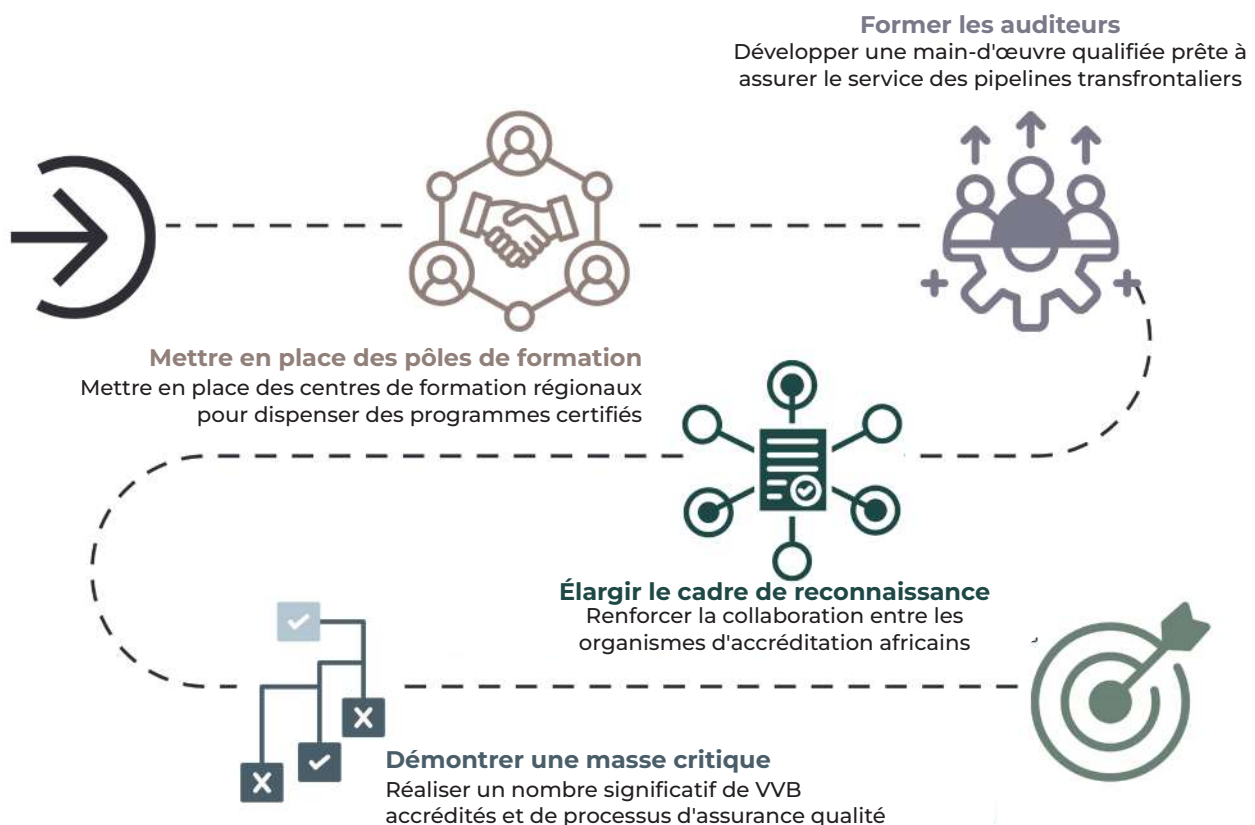 Former les auditeurs
Développer une main-d'œuvre qualifiée prête à
assurer le service des pipelines transfrontaliers
Mettre en place des pôles de formation
Mettre en place des centres de formation régionaux
pour dispenser des programmes certifiés
Élargir le cadre de reconnaissance
Renforcer la collaboration entre les
organismes d'accréditation africains
Démontrer une masse critique
Réaliser un nombre significatif de VVB
accrédités et de processus d'assurance qualité